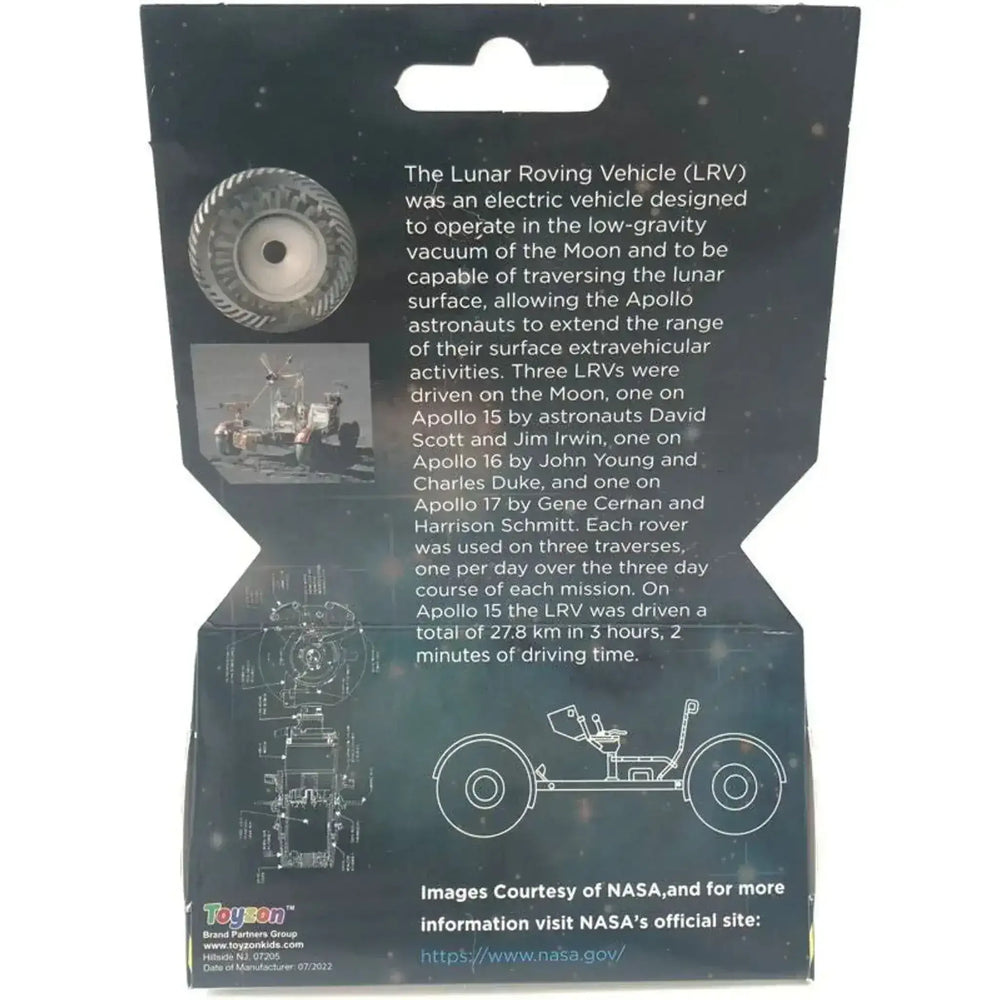 The Lunar Roving Vehicle (LRV)
was an electric vehicle designed
to operate in the low-gravity
vacuum of the Moon and to be
capable of traversing the lunar
surface, allowing the Apollo
astronauts to extend the range
of their surface extravehicular
activities. Three LRVs were
driven on the Moon, one on
Apollo 15 by astronauts David
Scott and Jim Irwin, one on
Apollo 16 by John Young and
Charles Duke, and one on
Apollo 17 by Gene Cernan and
Harrison Schmitt. Each rover
was used on three traverses,
one per day over the three day
course of each mission. On
Apollo 15 the LRV was driven a
total of 27.8 km in 3 hours, 2
minutes of driving time.
Images Courtesy of NASA,and for more
information visit NASA's official site:
https://www.nasa.gov/
Toyzon™
Brand Partners Group
www.toyzonkids.com
Hillside NJ, 07205
Date of Manufacturer: 07/2022